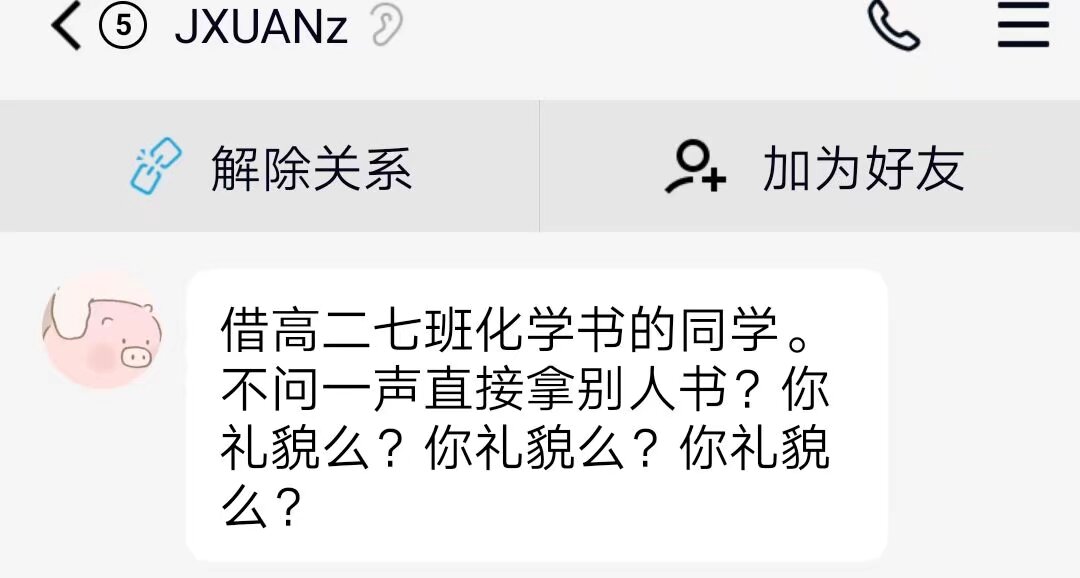 ⑤ JXUANz
解除关系
加为好友
借高二七班化学书的同学。
不问一声直接拿别人书？你
礼貌么？你礼貌么？你礼貌
么？